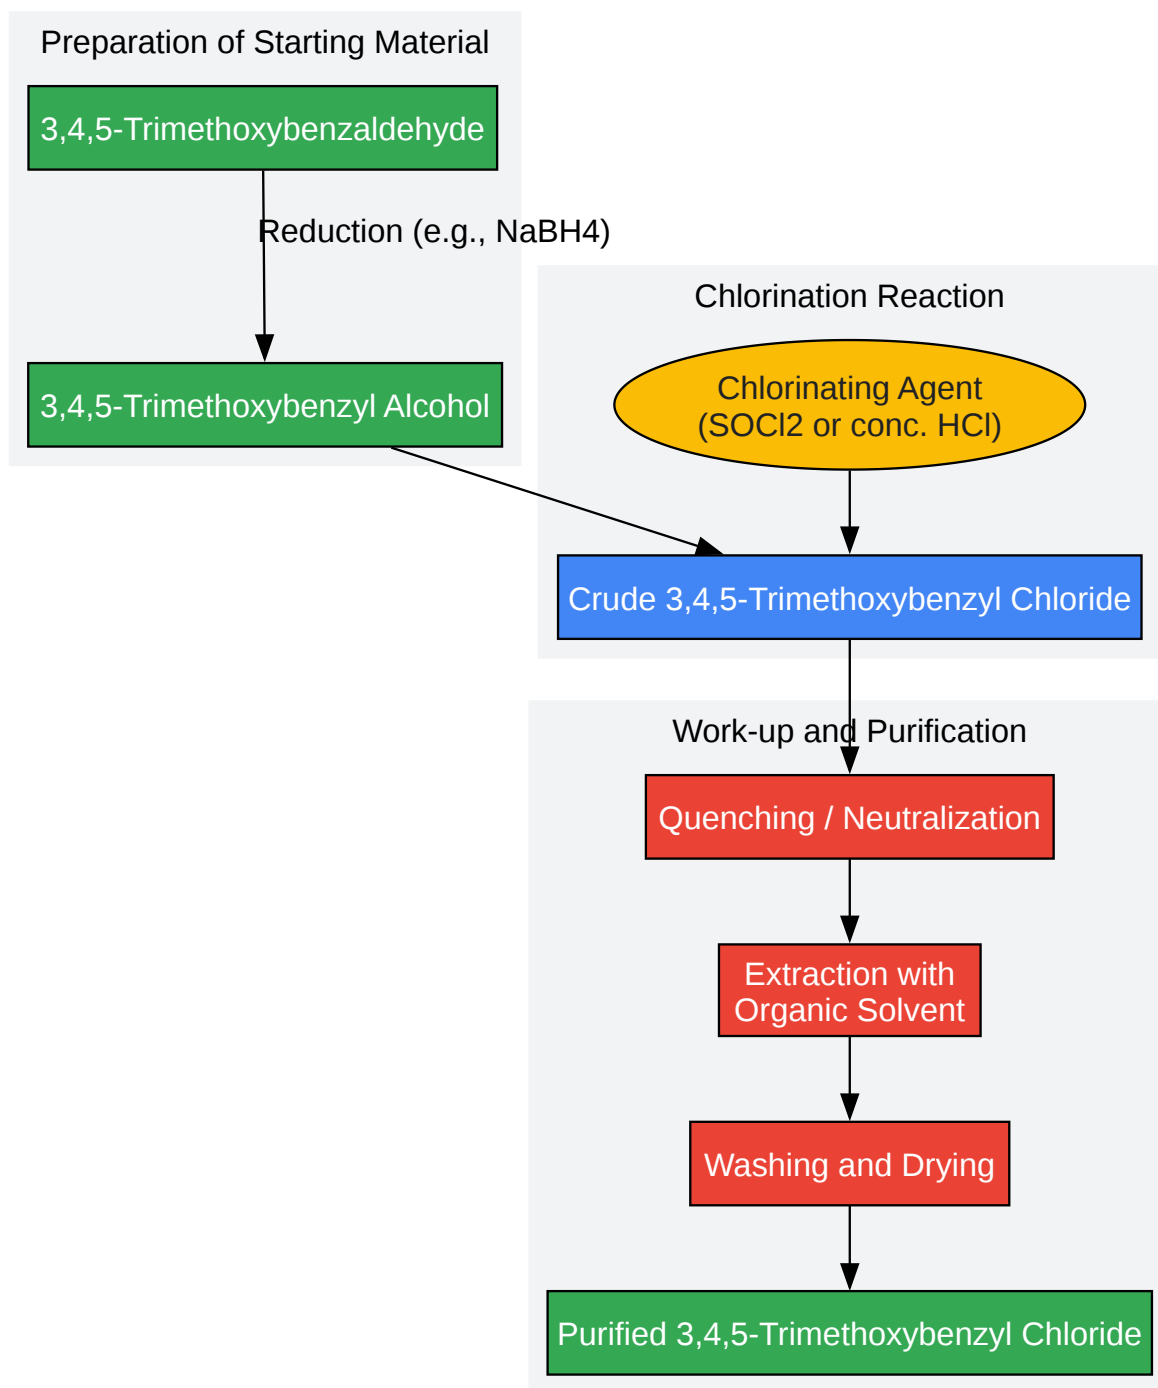 Preparation of Starting Material
3,4,5-Trimethoxybenzaldehyde
Reduction (e.g., NaBH4)
3,4,5-Trimethoxybenzyl Alcohol
Chlorination Reaction
Chlorinating Agent
(SOCl2 or conc. HCl)
Crude 3,4,5-Trimethoxybenzyl Chloride
Work-up and Purification
Quenching / Neutralization
Extraction with
Organic Solvent
Washing and Drying
Purified 3,4,5-Trimethoxybenzyl Chloride